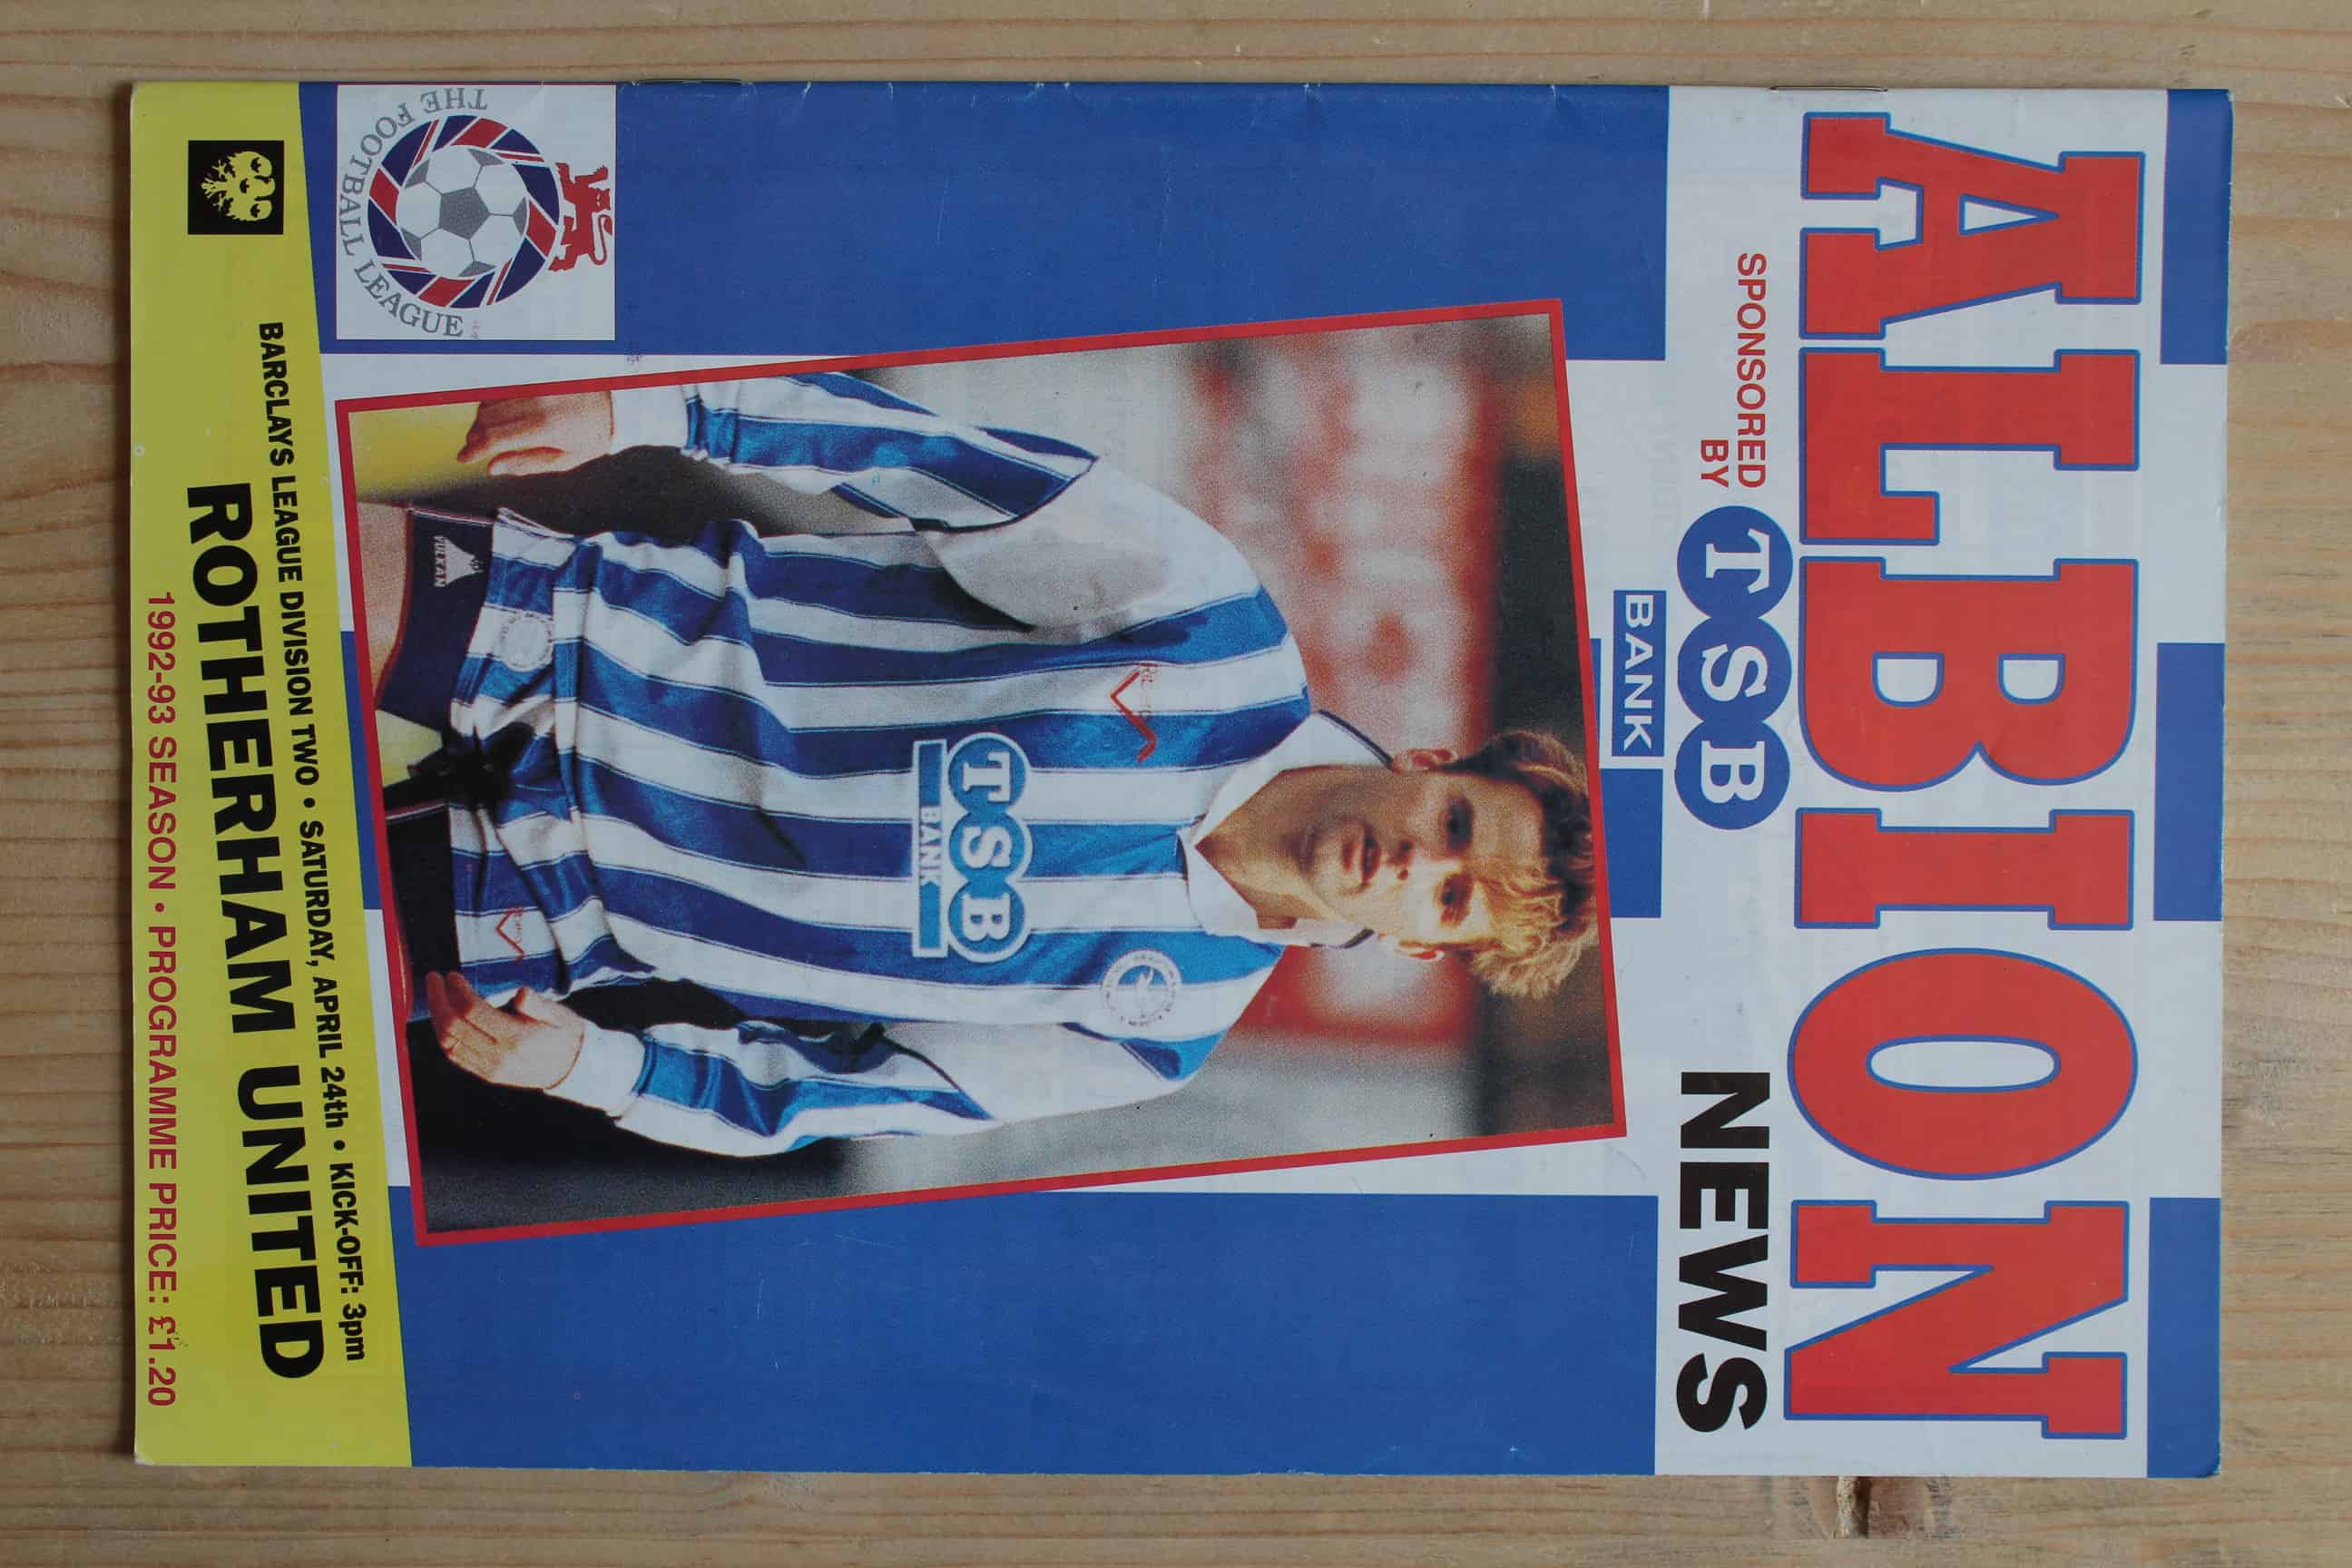 ALBION
SPONSORED
BY
TSB
BANK
NEWS
TSB
BANK
VULKAN
THE FOOTBALL LEAGUE
BARCLAYS LEAGUE DIVISION TWO • SATURDAY, APRIL 24th • KICK-OFF: 3pm
ROTHERHAM UNITED
1992-93 SEASON • PROGRAMME PRICE: £1.20